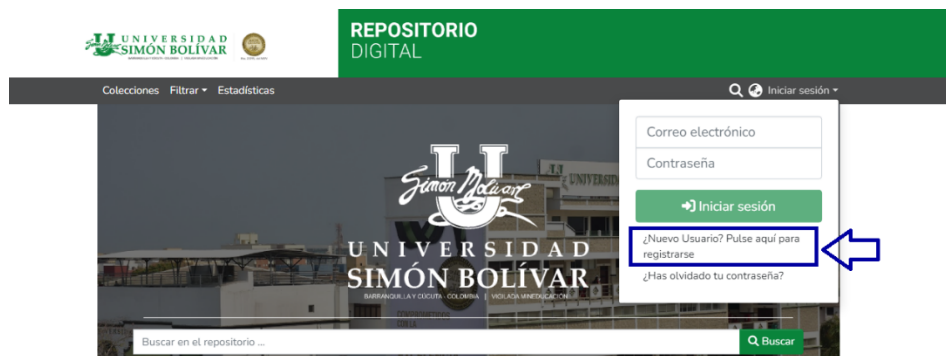 UNIVERSIDAD
SIMÓN BOLÍVAR
REPOSITORIO
DIGITAL
Colecciones Filtrar Estadísticas
Iniciar sesión
Correo electrónico
Contraseña
Iniciar sesión
¿Nuevo Usuario? Pulse aquí para
registrarse
¿Has olvidado tu contraseña?
Simón Bolívar
UNIVERSIDAD
SIMÓN BOLÍVAR
BARRANQUILLA Y CÚCUTA - COLOMBIA | VIGILADA MINEDUCACIÓN
Buscar en el repositorio ...
Buscar